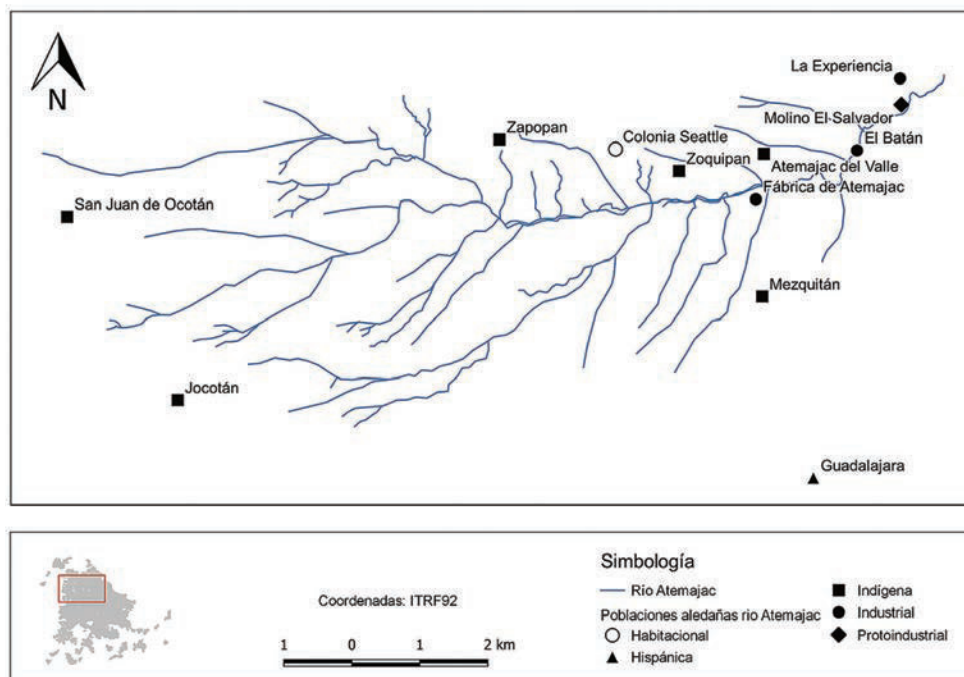 N
La Experiencia
Molino El Salvador
El Batán
Zapopan
Colonia Seattle
Zoquipan
Atemajac del Valle
Fábrica de Atemajac
San Juan de Ocotán
Mezquitán
Jocotán
Guadalajara
Coordenadas: ITRF92
1 0 1 2 km
Simbología
Río Atemajac
Poblaciones aledañas rio Atemajac
Habitacional
Hispánica
Indígena
Industrial
Protoindustrial